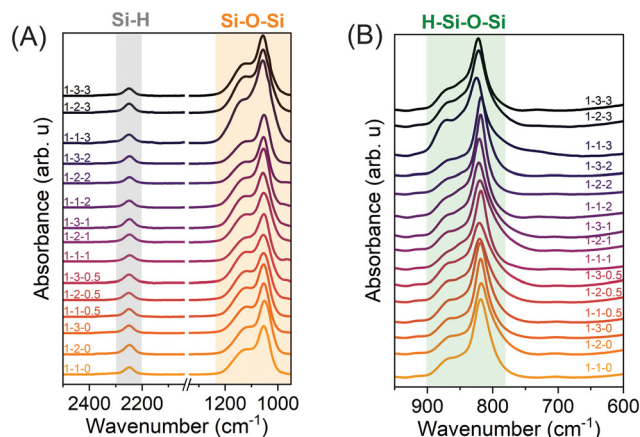 (A)
Si-H
Si-O-Si
Absorbance (arb. u)
1-3-3
1-2-3
1-1-3
1-3-2
1-2-2
1-1-2
1-3-1
1-2-1
1-1-1
1-3-0.5
1-2-0.5
1-1-0.5
1-3-0
1-2-0
1-1-0
2400 2200 1200 1000
Wavenumber (cm-1)
(B)
H-Si-O-Si
Absorbance (arb. u)
1-3-3
1-2-3
1-1-3
1-3-2
1-2-2
1-1-2
1-3-1
1-2-1
1-1-1
1-3-0.5
1-2-0.5
1-1-0.5
1-3-0
1-2-0
1-1-0
900 800 700 600
Wavenumber (cm-1)